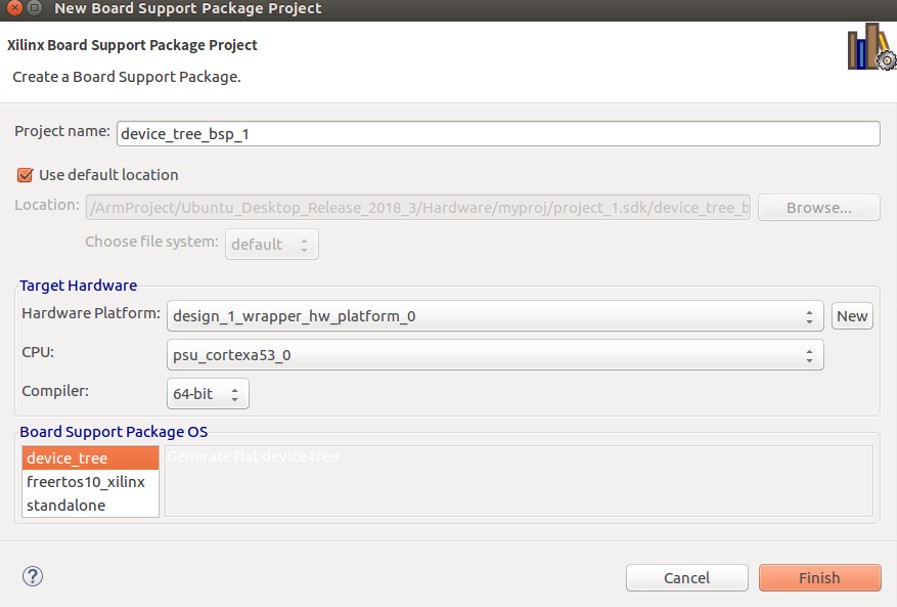 New Board Support Package Project
Xilinx Board Support Package Project
Create a Board Support Package.
Project name: device_tree_bsp_1
Use default location
Location: /ArmProject/Ubuntu_Desktop_Release_2018_3/Hardware/myproj/project_1.sdk/device_tree_b Browse...
Choose file system: default
Target Hardware
Hardware Platform: design_1_wrapper_hw_platform_0 New
CPU: psu_cortexa53_0
Compiler: 64-bit
Board Support Package OS
device_tree Generate flat device tree
freertos10_xilinx
standalone
? Cancel Finish